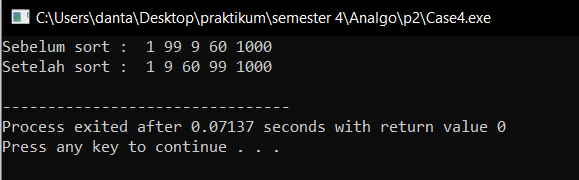 C:\Users\danta\Desktop\praktikum\semester 4\Analgo\p2\Case4.exe
Sebelum sort :  1 99 9 60 1000
Setelah sort :  1 9 60 99 1000
--------------------------------
Process exited after 0.07137 seconds with return value 0
Press any key to continue . . .